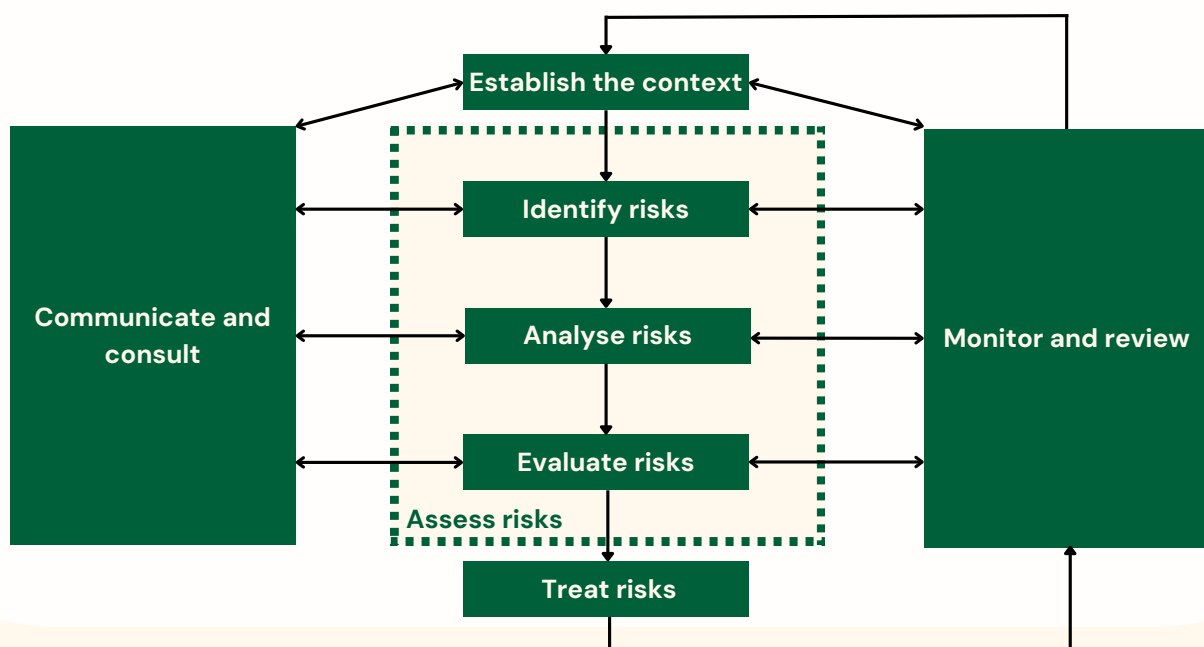 Establish the context
Identify risks
Communicate and
consult
Analyse risks
Monitor and review
Evaluate risks
Assess risks
Treat risks